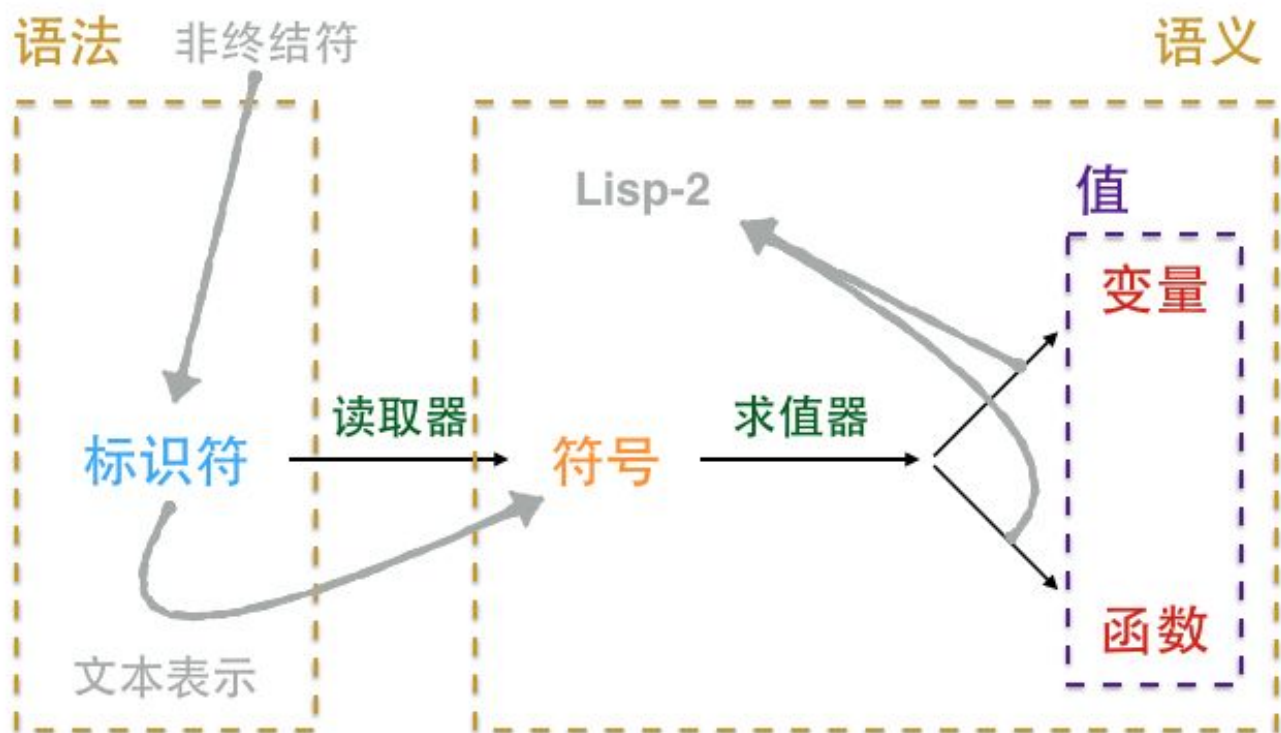 语法
非终结符
语义
Lisp-2
值
变量
读取器
求值器
标识符
符号
函数
文本表示